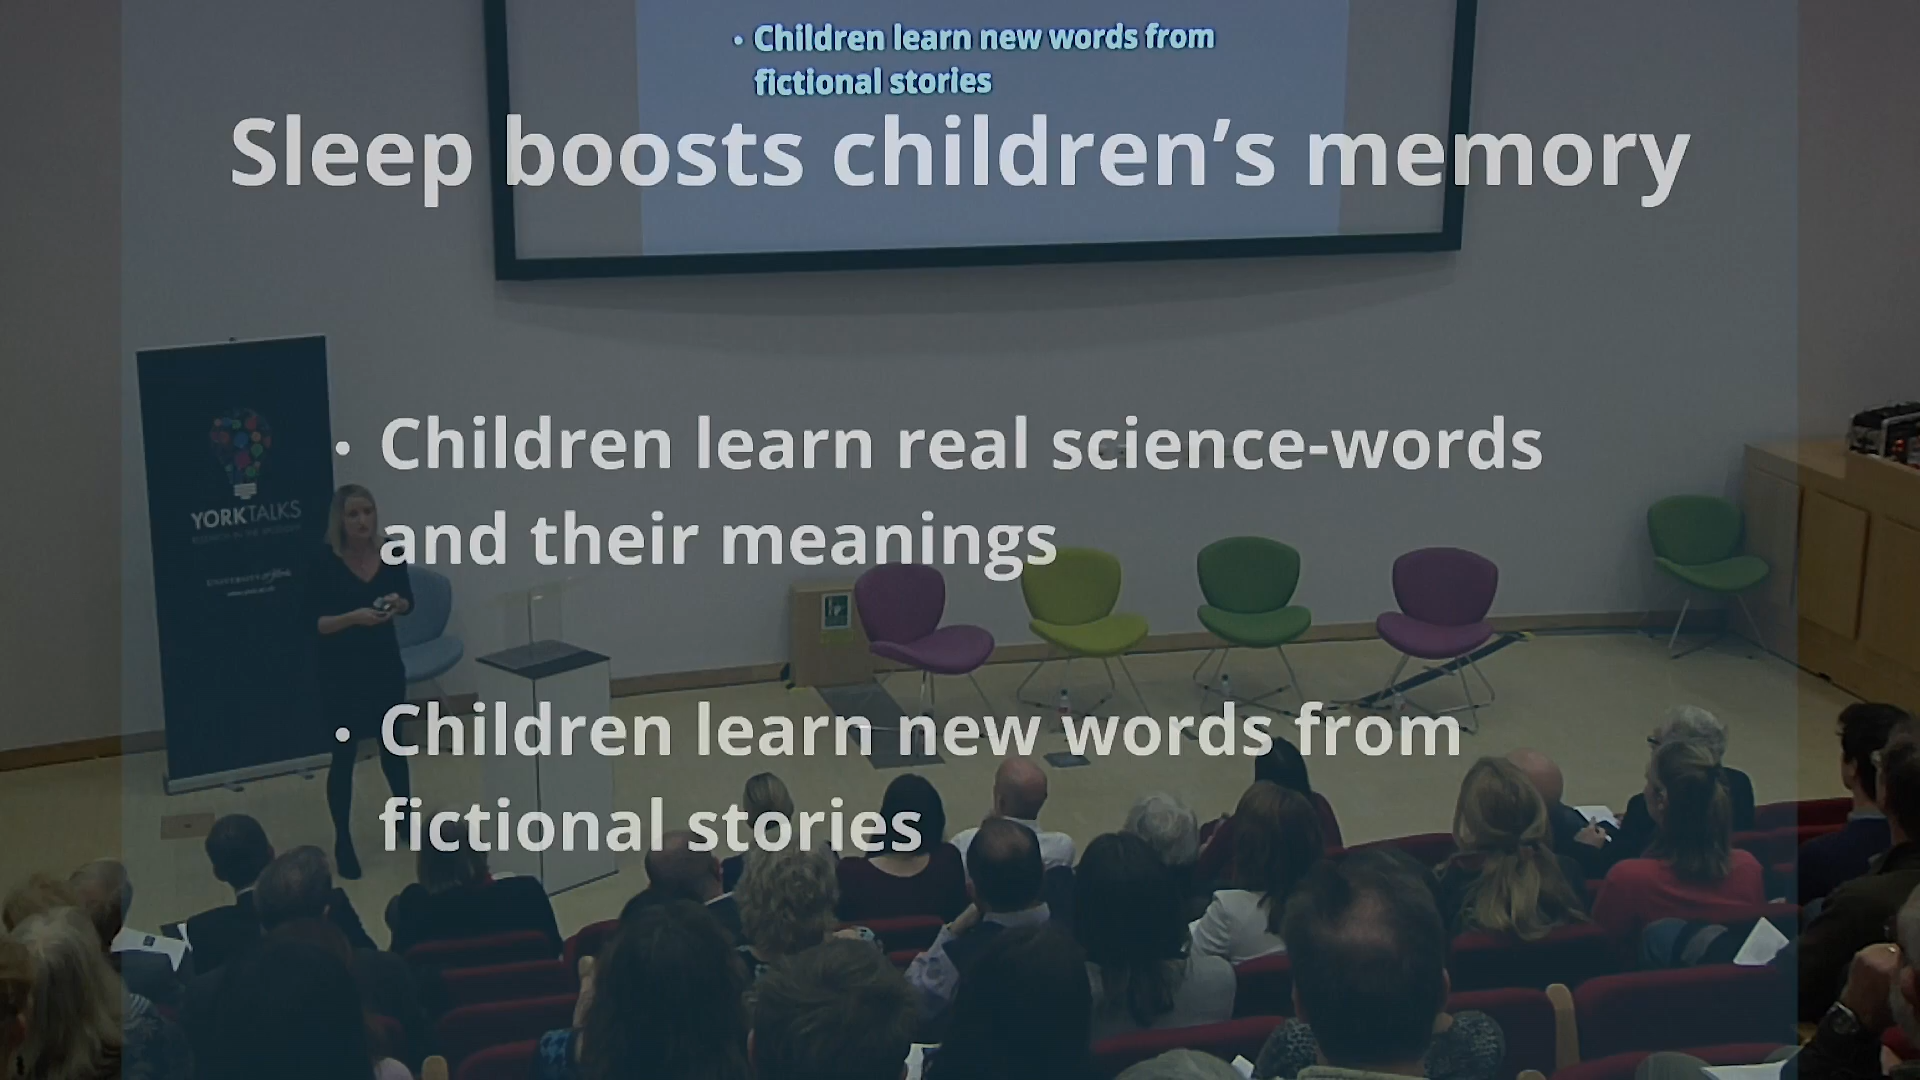 • Children learn new words from
fictional stories
Sleep boosts children’s memory
• Children learn real science-words
and their meanings
• Children learn new words from
fictional stories
YORKTALKS